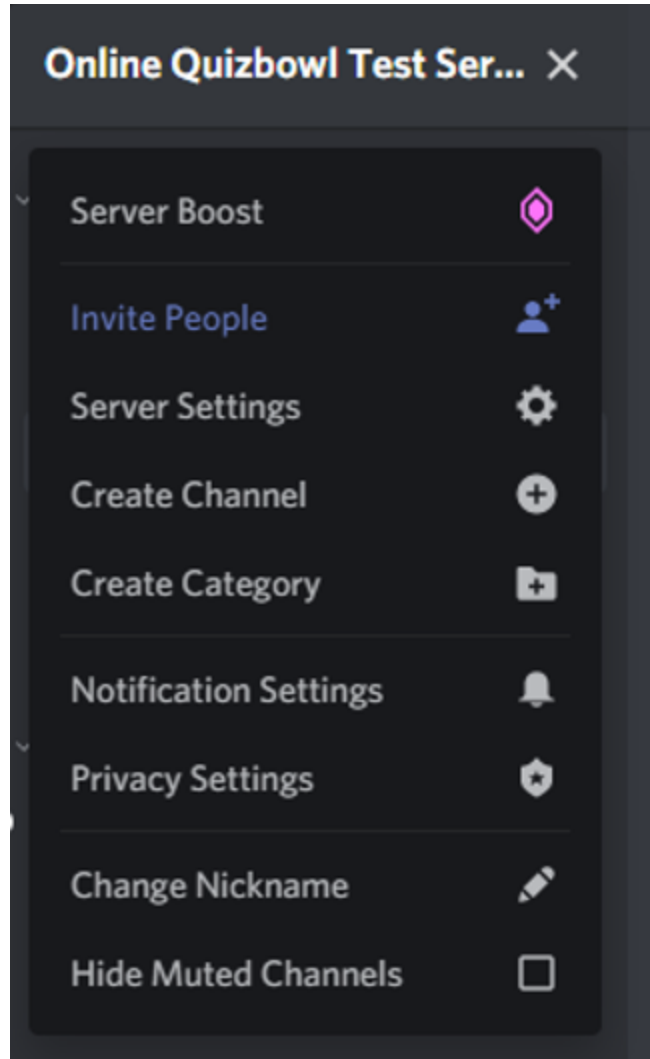 Online Quizbowl Test Ser...
Server Boost
Invite People
Server Settings
Create Channel
Create Category
Notification Settings
Privacy Settings
Change Nickname
Hide Muted Channels